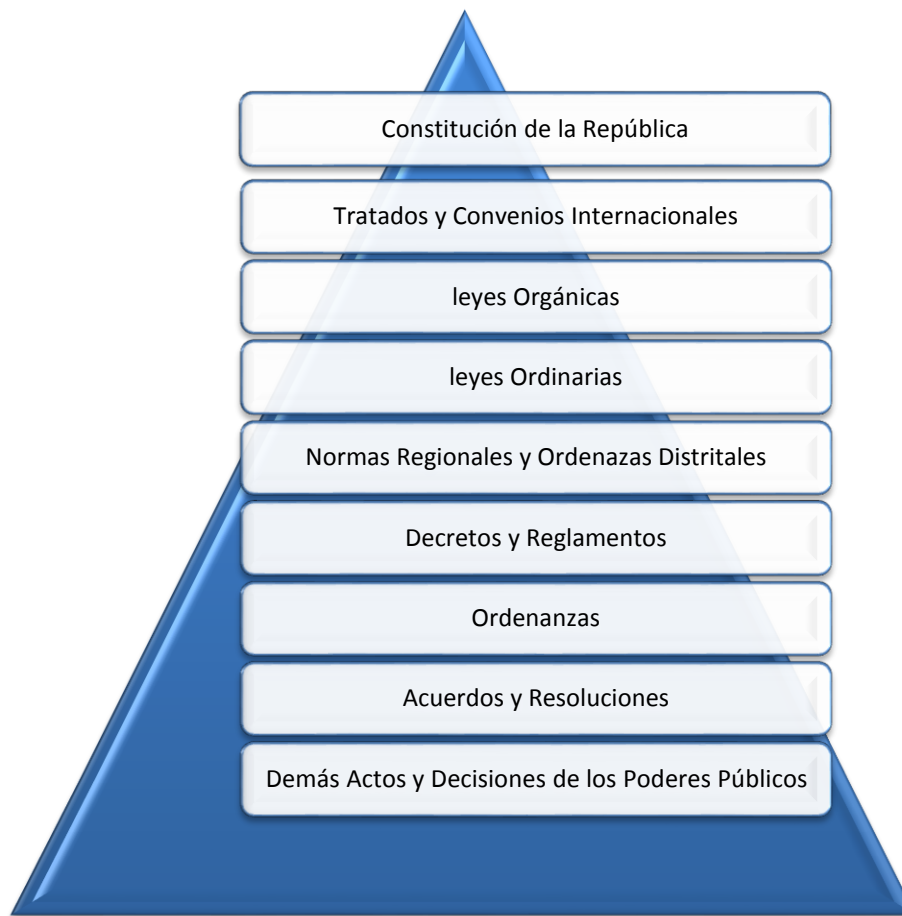 Constitución de la República
Tratados y Convenios Internacionales
leyes Orgánicas
leyes Ordinarias
Normas Regionales y Ordenazas Distritales
Decretos y Reglamentos
Ordenanzas
Acuerdos y Resoluciones
Demás Actos y Decisiones de los Poderes Públicos